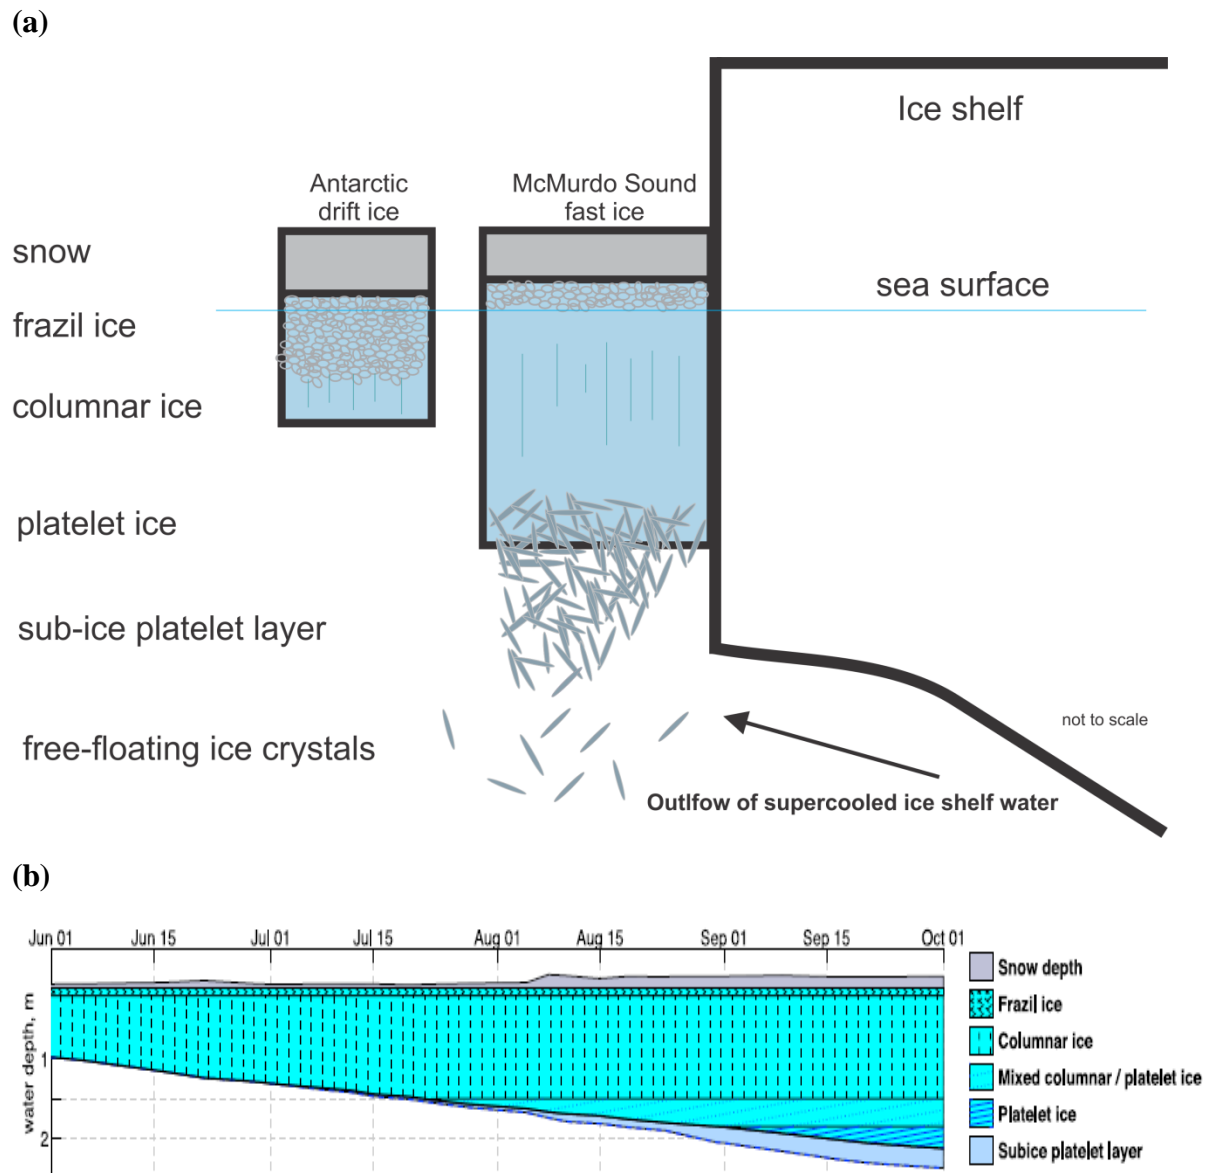 (a)
Ice shelf
Antarctic
drift ice
McMurdo Sound
fast ice
snow
sea surface
frazil ice
columnar ice
platelet ice
sub-ice platelet layer
not to scale
free-floating ice crystals
Outlfow of supercooled ice shelf water
(b)
Jun 01 Jun 15 Jul 01 Jul 15 Aug 01 Aug 15 Sep 01 Sep 15 Oct 01
Snow depth
Frazil ice
Columnar ice
water depth, m
1
Mixed columnar / platelet ice
Platelet ice
2
Subice platelet layer